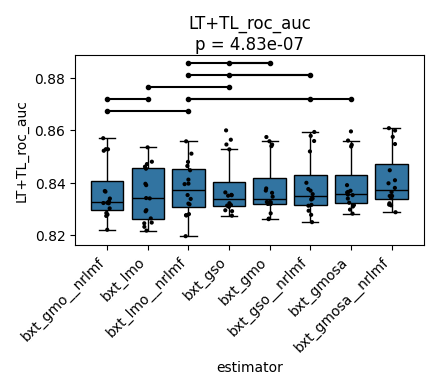 LT+TL_roc_auc
p = 4.83e-07
LT+TL_roc_auc
0.88
0.86
0.84
0.82
bxt_gmo__nrlmf
bxt_lmo
bxt_lmo__nrlmf
bxt_gso
bxt_gmo
bxt_gso__nrlmf
bxt_gmosa
bxt_gmosa__nrlmf
estimator